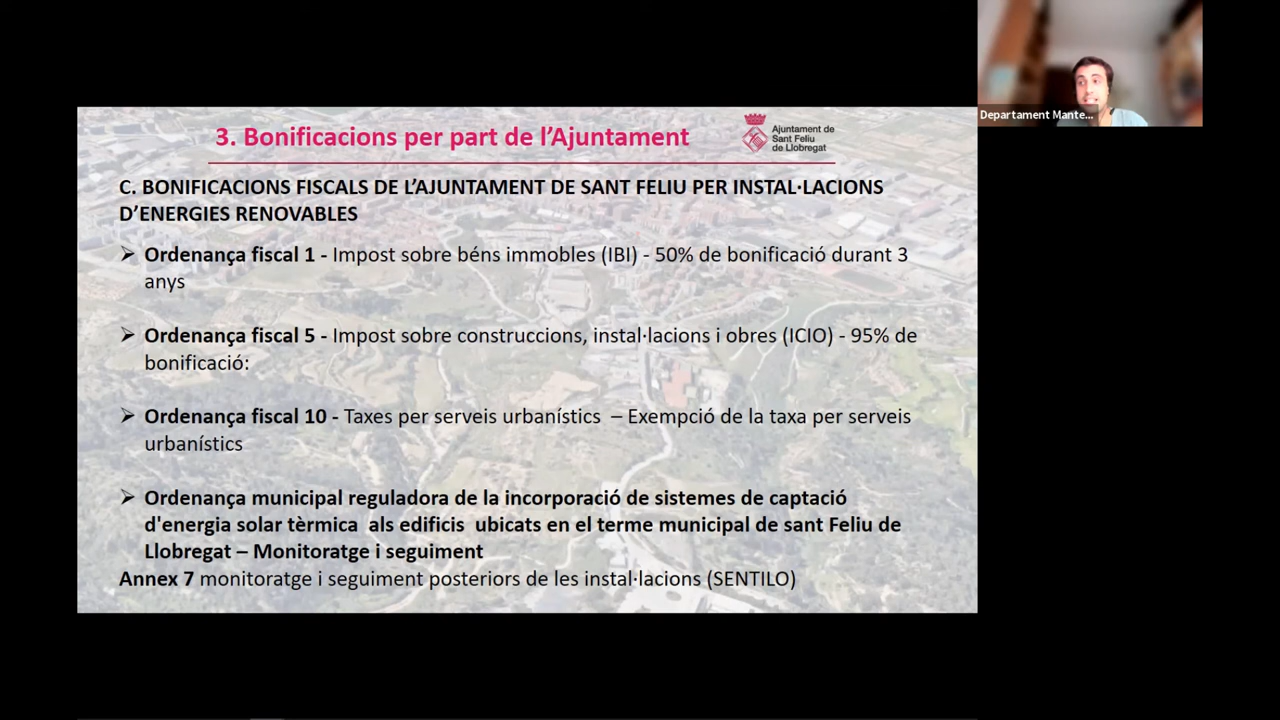 Departament Mante...
3. Bonificacions per part de l’Ajuntament
Ajuntament de
Sant Feliu
de Llobregat
C. BONIFICACIONS FISCALS DE L’AJUNTAMENT DE SANT FELIU PER INSTAL·LACIONS
D’ENERGIES RENOVABLES
➢ Ordenança fiscal 1 - Impost sobre béns immobles (IBI) - 50% de bonificació durant 3
anys
➢ Ordenança fiscal 5 - Impost sobre construccions, instal·lacions i obres (ICIO) - 95% de
bonificació:
➢ Ordenança fiscal 10 - Taxes per serveis urbanístics – Exempció de la taxa per serveis
urbanístics
➢ Ordenança municipal reguladora de la incorporació de sistemes de captació
d'energia solar tèrmica als edificis ubicats en el terme municipal de sant Feliu de
Llobregat – Monitoratge i seguiment
Annex 7 monitoratge i seguiment posteriors de les instal·lacions (SENTILO)